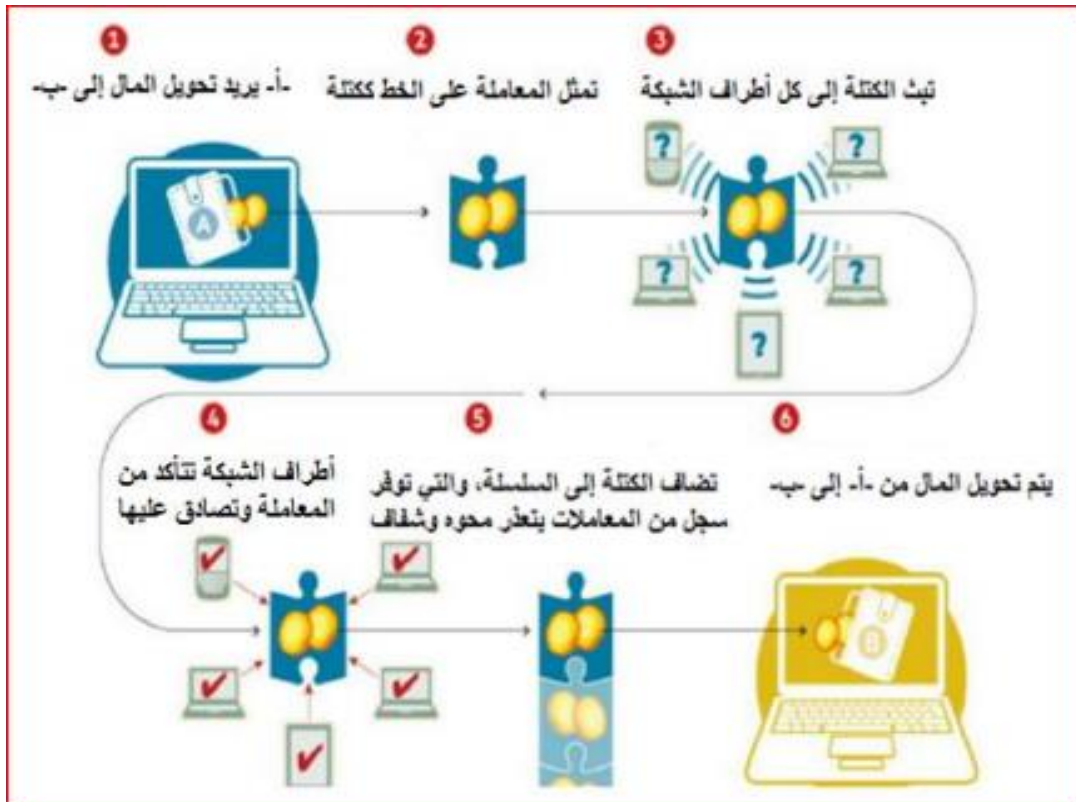 1
-أ- يريد تحويل المال إلى -ب-
2
تمثل المعاملة على الخط ككتلة
3
تبث الكتلة إلى كل أطراف الشبكة
A
?
?
?
?
?
4
أطراف الشبكة تتأكد من
المعاملة وتصادق عليها
5
تضاف الكتلة إلى السلسلة، والتي توفر
سجل من المعاملات يتعذر محوه وشفاف
6
يتم تحويل المال من -أ- إلى -ب-
B